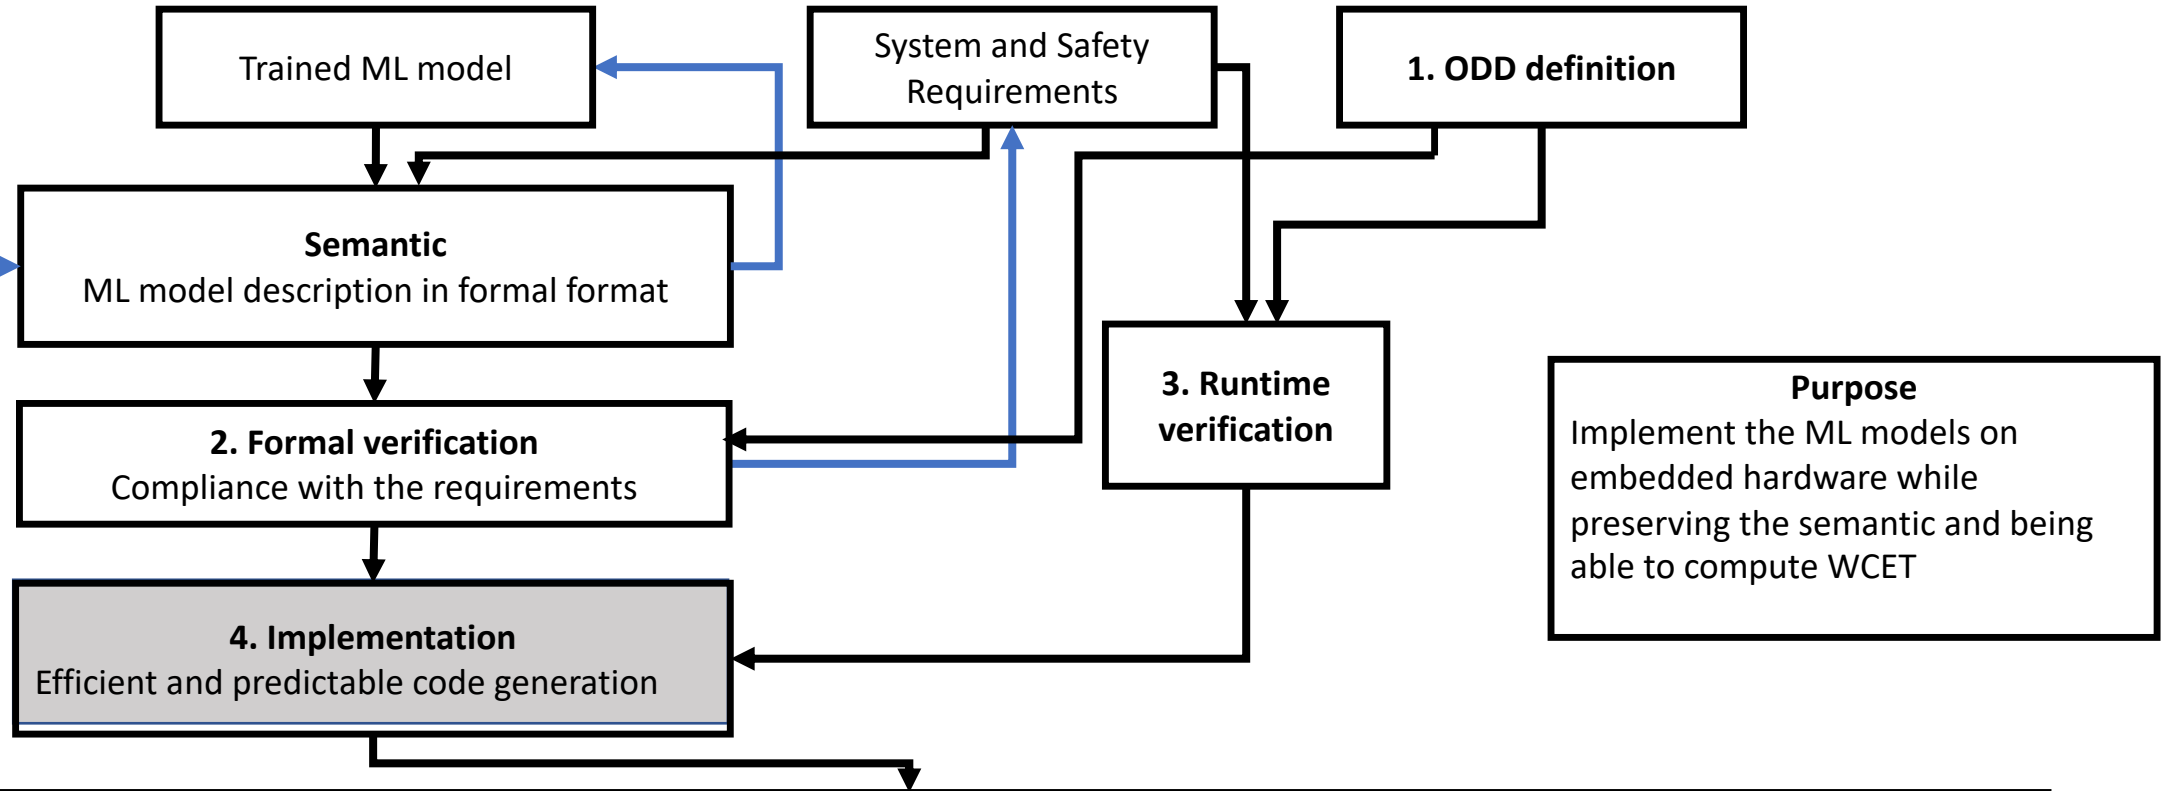 Trained ML model
System and Safety
Requirements
1. ODD definition
Semantic
ML model description in formal format
2. Formal verification
Compliance with the requirements
3. Runtime
verification
4. Implementation
Efficient and predictable code generation
Purpose
Implement the ML models on
embedded hardware while
preserving the semantic and being
able to compute WCET